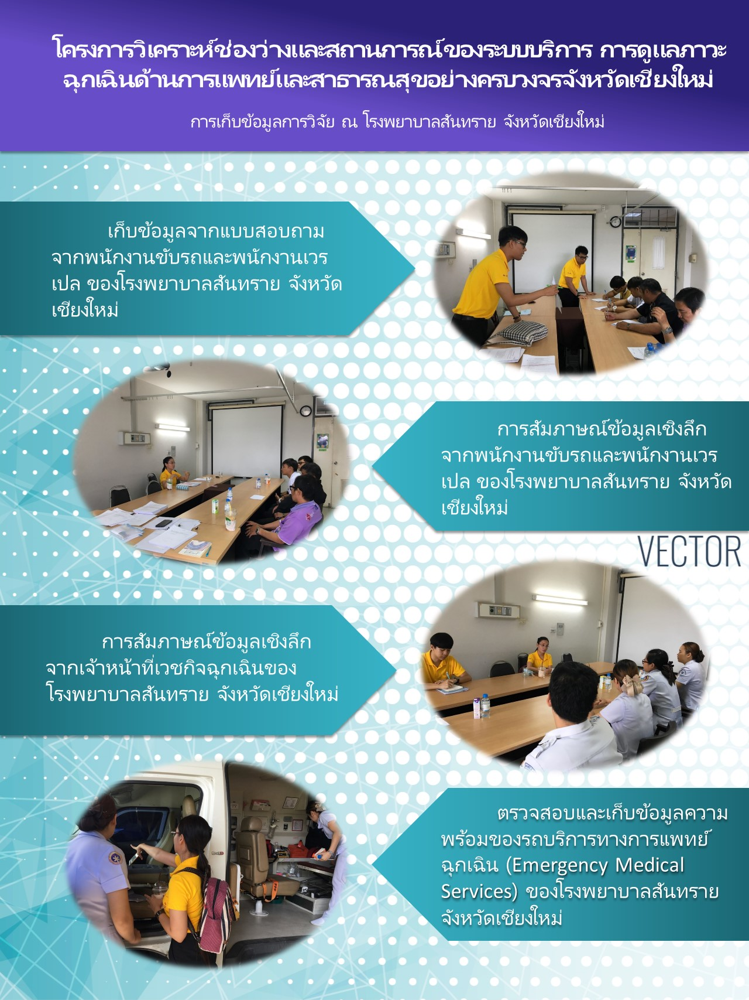 โครงการวิเคราะห์ช่องว่างและสถานการณ์ของระบบบริการ การดูแลภาวะ
ฉุกเฉินด้านการแพทย์และสาธารณสุขอย่างครบวงจรจังหวัดเชียงใหม่
การเก็บข้อมูลการวิจัย ณ โรงพยาบาลสันทราย จังหวัดเชียงใหม่
เก็บข้อมูลจากแบบสอบถาม
จากพนักงานขับรถและพนักงานเวร
เปล ของโรงพยาบาลสันทราย จังหวัด
เชียงใหม่
การสัมภาษณ์ข้อมูลเชิงลึก
จากพนักงานขับรถและพนักงานเวร
เปล ของโรงพยาบาลสันทราย จังหวัด
เชียงใหม่
VECTOR
การสัมภาษณ์ข้อมูลเชิงลึก
จากเจ้าหน้าที่เวชกิจฉุกเฉินของ
โรงพยาบาลสันทราย จังหวัดเชียงใหม่
ตรวจสอบและเก็บข้อมูลความ
พร้อมของรถบริการทางการแพทย์
ฉุกเฉิน (Emergency Medical
Services) ของโรงพยาบาลสันทราย
จังหวัดเชียงใหม่